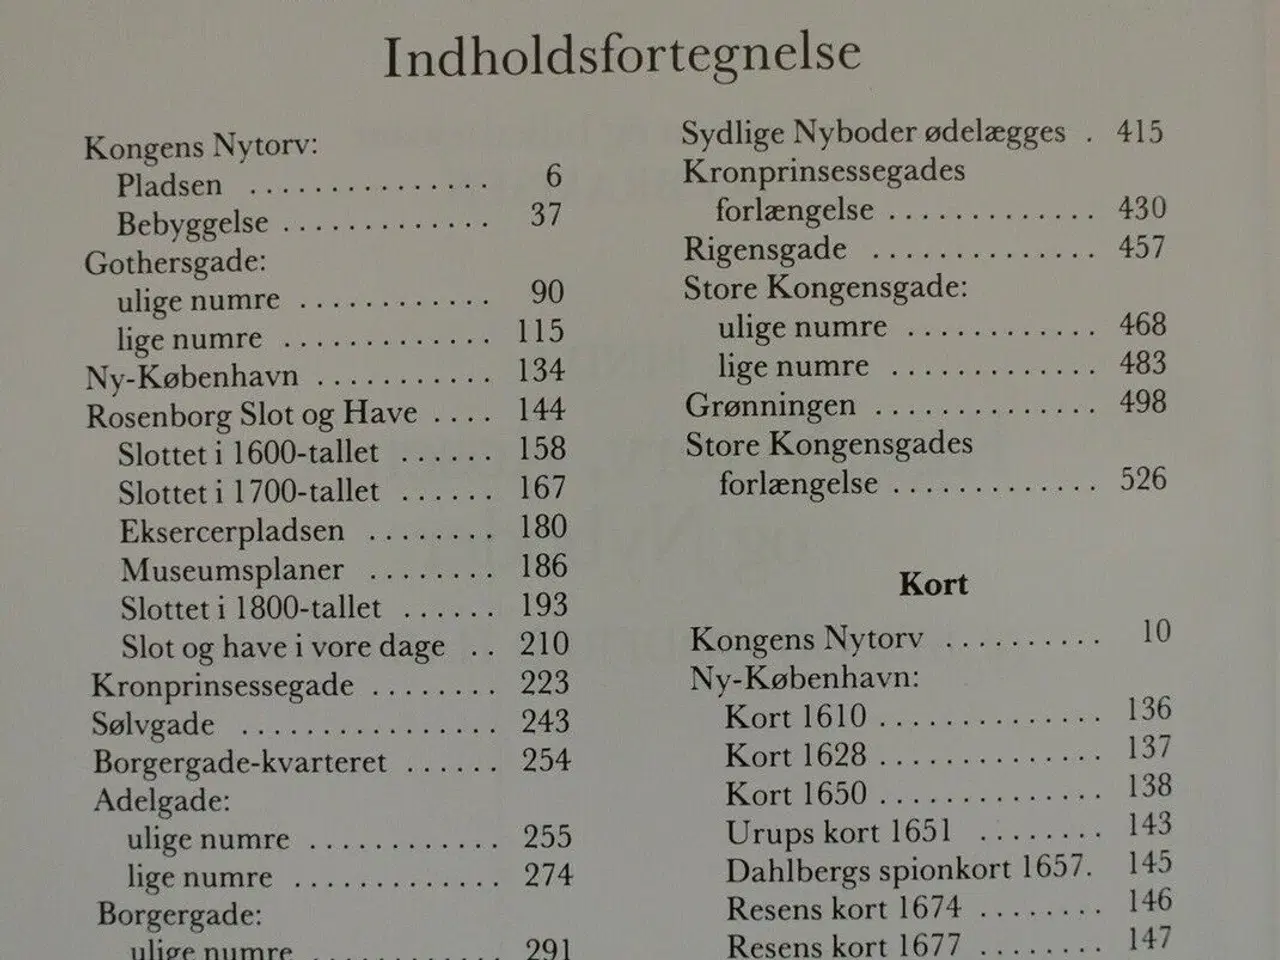 Indholdsfortegnelse
Kongens Nytorv:
Pladsen . . . . . . . . . . . . . . . 6
Bebyggelse . . . . . . . . . . . . . 37
Gothersgade:
ulige numre . . . . . . . . . . . . 90
lige numre . . . . . . . . . . . . . 115
Ny-København . . . . . . . . . . . 134
Rosenborg Slot og Have . . . . 144
Slottet i 1600-tallet . . . . . . 158
Slottet i 1700-tallet . . . . . . 167
Eksercerpladsen . . . . . . . . 180
Museumsplaner . . . . . . . . 186
Slottet i 1800-tallet . . . . . . 193
Slot og have i vore dage . . 210
Kronprinsessegade . . . . . . . . 223
Sølvgade . . . . . . . . . . . . . . . . 243
Borgergade-kvarteret . . . . . . 254
Adelgade:
ulige numre . . . . . . . . . . . . 255
lige numre . . . . . . . . . . . . . 274
Borgergade:
ulige numre . . . . . . . . . . . . 291
Sydlige Nyboder ødelægges . 415
Kronprinsessegades
forlængelse . . . . . . . . . . . . . 430
Rigensgade . . . . . . . . . . . . . . 457
Store Kongensgade:
ulige numre . . . . . . . . . . . . 468
lige numre . . . . . . . . . . . . . 483
Grønningen . . . . . . . . . . . . . . 498
Store Kongensgades
forlængelse . . . . . . . . . . . . . 526
Kort
Kongens Nytorv . . . . . . . . . . 10
Ny-København:
Kort 1610 . . . . . . . . . . . . . . 136
Kort 1628 . . . . . . . . . . . . . . 137
Kort 1650 . . . . . . . . . . . . . . 138
Urups kort 1651 . . . . . . . . 143
Dahlbergs spionkort 1657. 145
Resens kort 1674 . . . . . . . . 146
Resens kort 1677 . . . . . . . . 147